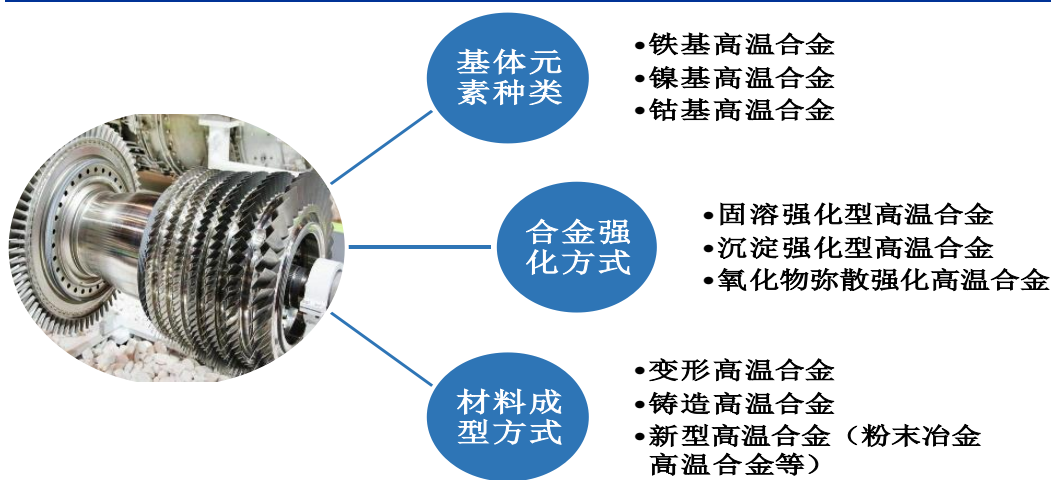 基体元
素种类
•铁基高温合金
•镍基高温合金
•钴基高温合金
合金强
化方式
•固溶强化型高温合金
•沉淀强化型高温合金
•氧化物弥散强化高温合金
材料成
型方式
•变形高温合金
•铸造高温合金
•新型高温合金（粉末冶金
高温合金等）